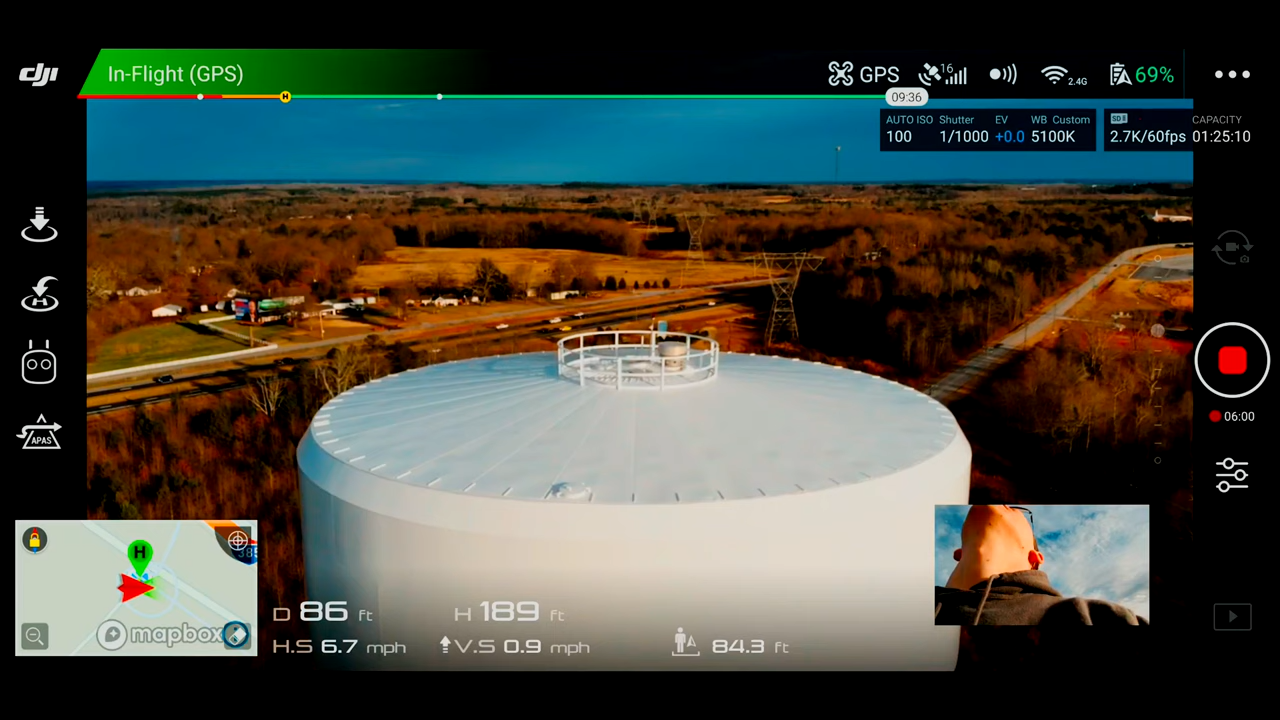 dji
In-Flight (GPS)
GPS
16
2.4G
69%
H
09:36
AUTO ISO
100
Shutter
1/1000
EV
+0.0
WB Custom
5100K
SD
2.7K/60fps
CAPACITY
01:25:10
APAS
06:00
H
385
mapbox
D 86 ft
H 189 ft
H.S 6.7 mph
V.S 0.9 mph
84.3 ft